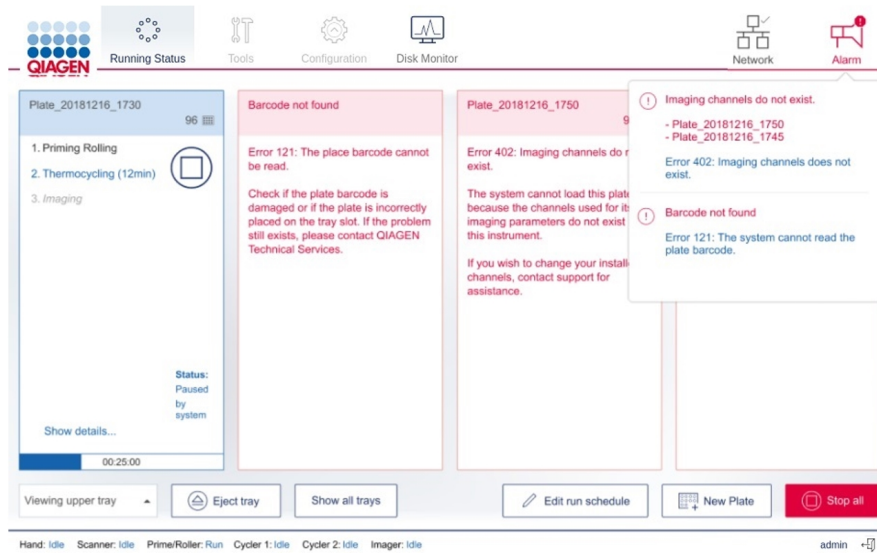 QIAGEN
Running Status
Tools
Configuration
Disk Monitor
Network
Alarm
Plate_20181216_1730
96
1. Priming Rolling
2. Thermocycling (12min)
3. Imaging
Status:
Paused
by
system
Show details...
00:25:00
Barcode not found
Error 121: The place barcode cannot
be read.
Check if the plate barcode is
damaged or if the plate is incorrectly
placed on the tray slot. If the problem
still exists, please contact QIAGEN
Technical Services.
Plate_20181216_1750
9
Error 402: Imaging channels do
exist.
The system cannot load this plate
because the channels used for its
imaging parameters do not exist
this instrument.
If you wish to change your install
channels, contact support for
assistance.
Imaging channels do not exist.
- Plate_20181216_1750
- Plate_20181216_1745
Error 402: Imaging channels does not
exist.
Barcode not found
Error 121: The system cannot read the
plate barcode.
Viewing upper tray
Eject tray
Show all trays
Edit run schedule
New Plate
Stop all
Hand: Idle Scanner: Idle Prime/Roller: Run Cycler 1: Idle Cycler 2: Idle Imager: Idle
admin